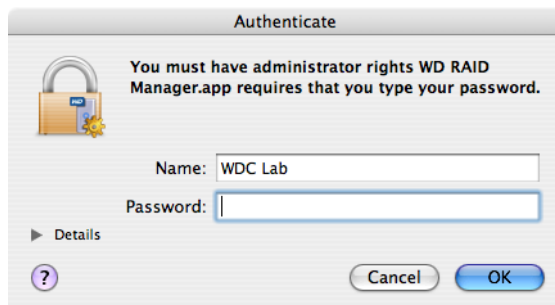 Authenticate
You must have administrator rights WD RAID
Manager.app requires that you type your password.
WD
Name: WDC Lab
Password:
Details
? Cancel OK